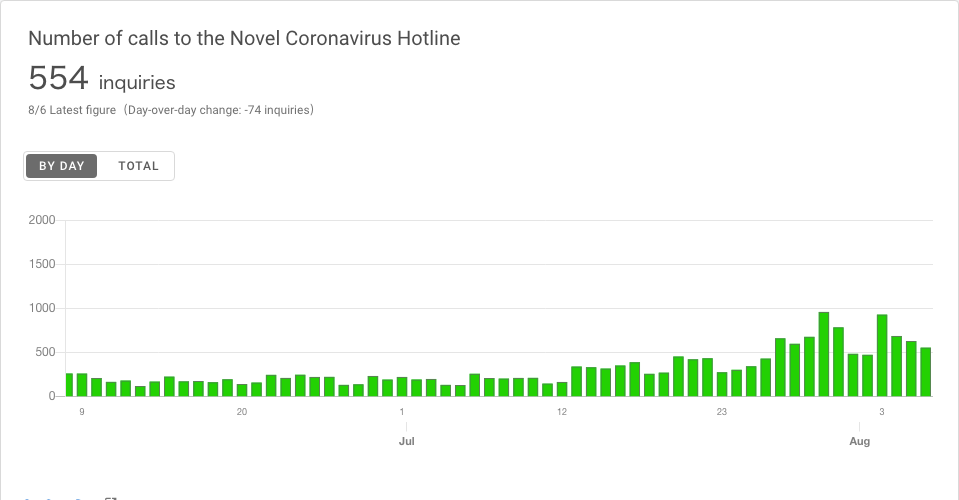 Number of calls to the Novel Coronavirus Hotline
554 inquiries
8/6 Latest figure（Day-over-day change: -74 inquiries）
BY DAY TOTAL
2000
1500
1000
500
0
9 20 1 12 23 3
Jul Aug